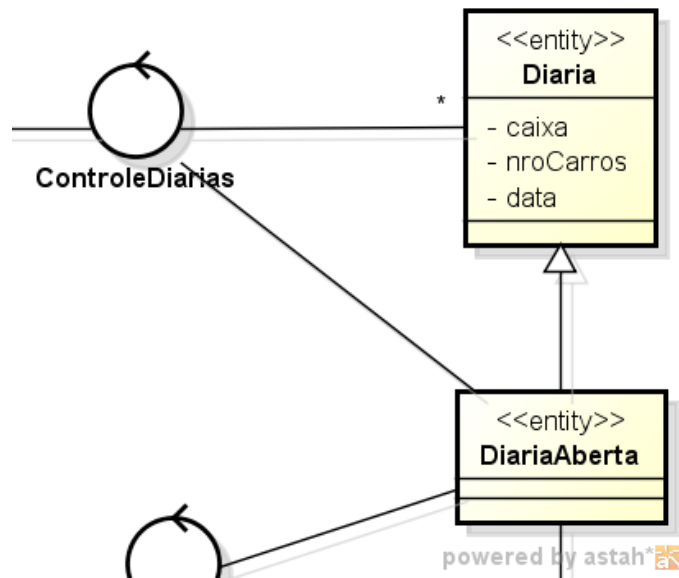 <<entity>>
Diaria
*
- caixa
- nroCarros
- data
ControleDiarias
<<entity>>
DiariaAberta
powered by astah*